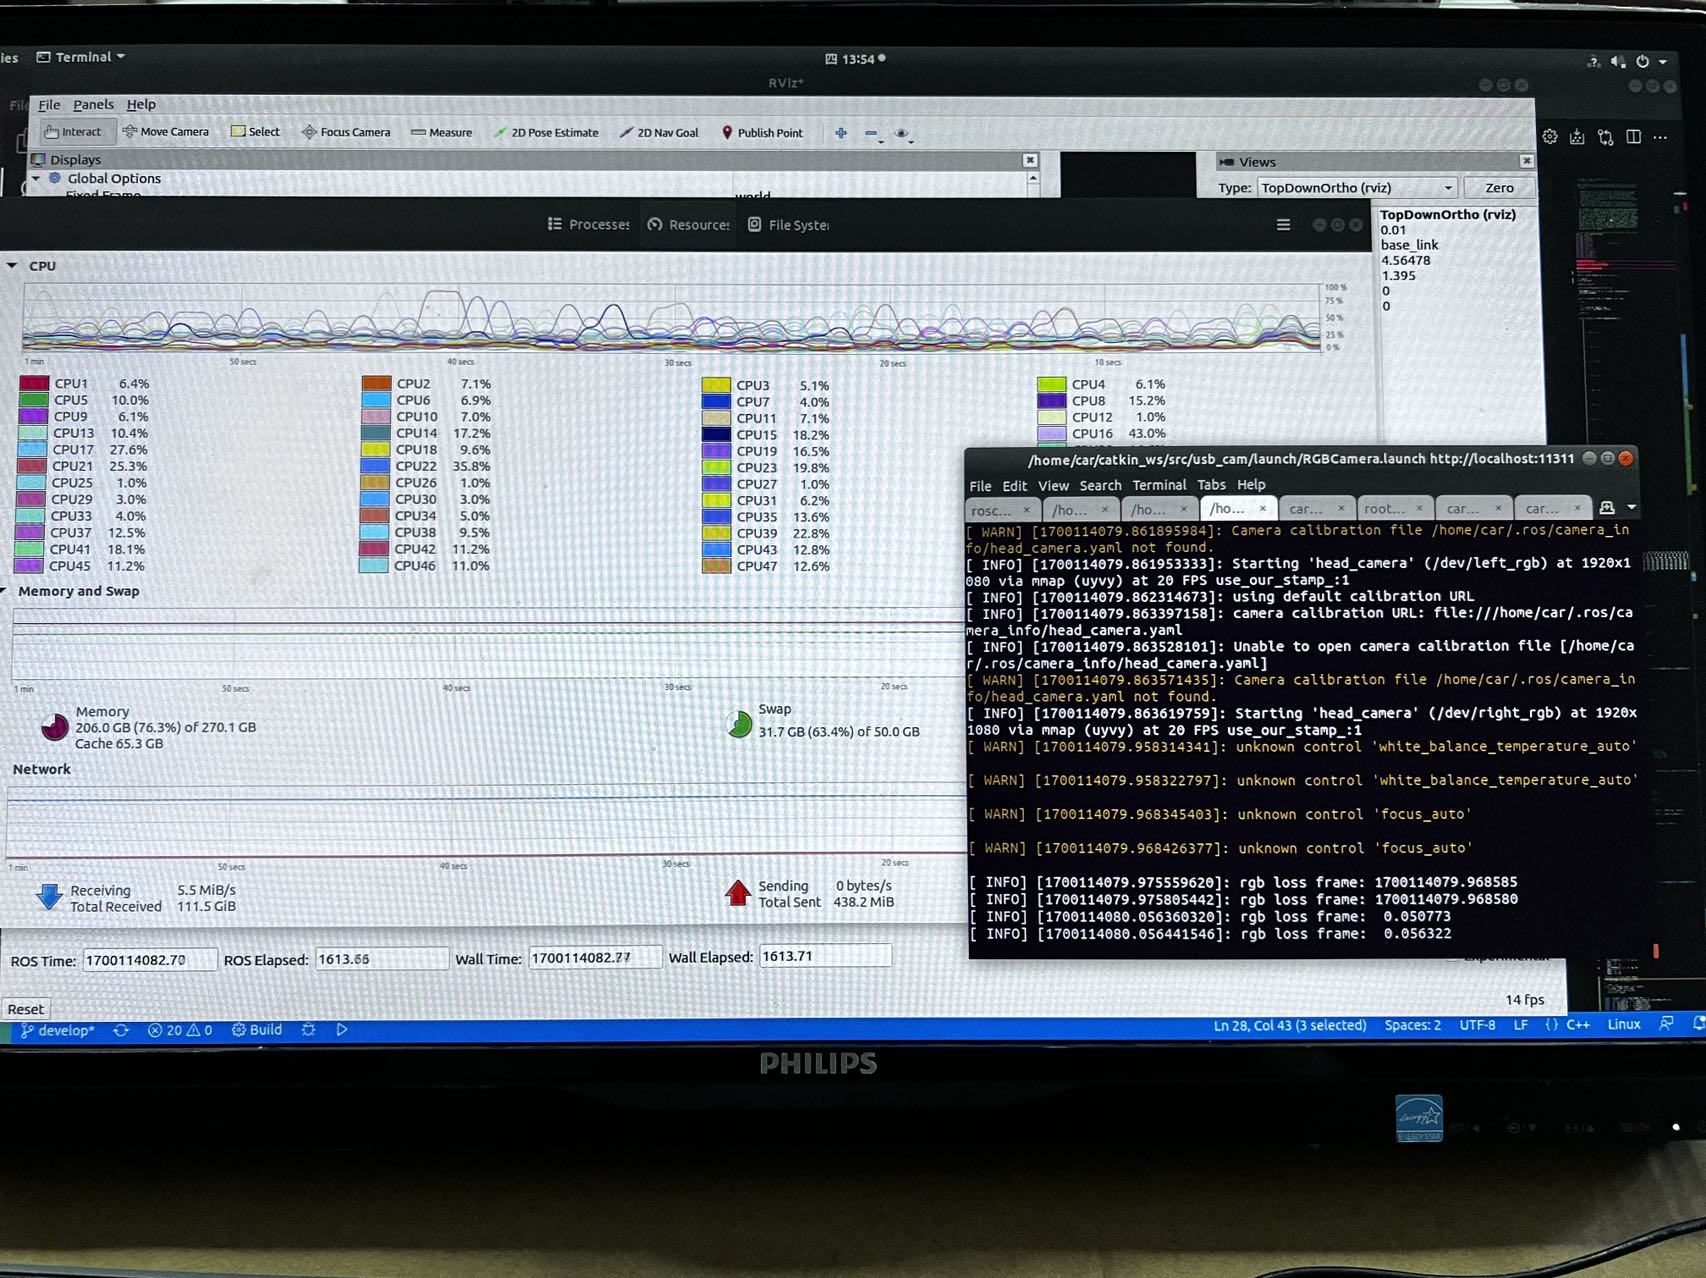 ies Terminal 13:54
RViz*
File Panels Help
Interact Move Camera Select Focus Camera Measure 2D Pose Estimate 2D Nav Goal Publish Point
Displays
Global Options
Fixed Frame world
Views
Type: TopDownOrtho (rviz) Zero
TopDownOrtho (rviz)
0.01
base_link
4.56478
1.395
0
0
Processes Resources File Syste
CPU
100 %
75 %
50 %
25 %
0 %
1 min 50 secs 40 secs 30 secs 20 secs 10 secs
CPU1 6.4% CPU2 7.1% CPU3 5.1% CPU4 6.1%
CPU5 10.0% CPU6 6.9% CPU7 4.0% CPU8 15.2%
CPU9 6.1% CPU10 7.0% CPU11 7.1% CPU12 1.0%
CPU13 10.4% CPU14 17.2% CPU15 18.2% CPU16 43.0%
CPU17 27.6% CPU18 9.6% CPU19 16.5%
CPU21 25.3% CPU22 35.8% CPU23 19.8%
CPU25 1.0% CPU26 1.0% CPU27 1.0%
CPU29 3.0% CPU30 3.0% CPU31 6.2%
CPU33 4.0% CPU34 5.0% CPU35 13.6%
CPU37 12.5% CPU38 9.5% CPU39 22.8%
CPU41 18.1% CPU42 11.2% CPU43 12.8%
CPU45 11.2% CPU46 11.0% CPU47 12.6%
Memory and Swap
1 min 50 secs 40 secs 30 secs 20 secs
Memory
206.0 GB (76.3%) of 270.1 GB
Cache 65.3 GB
Swap
31.7 GB (63.4%) of 50.0 GB
Network
1 min 50 secs 40 secs 30 secs 20 secs
Receiving 5.5 MiB/s
Total Received 111.5 GiB
Sending 0 bytes/s
Total Sent 438.2 MiB
/home/car/catkin_ws/src/usb_cam/launch/RGBCamera.launch http://localhost:11311
File Edit View Search Terminal Tabs Help
rosc... /ho... /ho... /ho... car... root... car... car...
[ WARN] [1700114079.861895984]: Camera calibration file /home/car/.ros/camera_in
fo/head_camera.yaml not found.
[ INFO] [1700114079.861953333]: Starting 'head_camera' (/dev/left_rgb) at 1920x1
080 via mmap (uyvy) at 20 FPS use_our_stamp_:1
[ INFO] [1700114079.862314673]: using default calibration URL
[ INFO] [1700114079.863397158]: camera calibration URL: file:///home/car/.ros/ca
mera_info/head_camera.yaml
[ INFO] [1700114079.863528101]: Unable to open camera calibration file [/home/ca
r/.ros/camera_info/head_camera.yaml]
[ WARN] [1700114079.863571435]: Camera calibration file /home/car/.ros/camera_in
fo/head_camera.yaml not found.
[ INFO] [1700114079.863619759]: Starting 'head_camera' (/dev/right_rgb) at 1920x
1080 via mmap (uyvy) at 20 FPS use_our_stamp_:1
[ WARN] [1700114079.958314341]: unknown control 'white_balance_temperature_auto'
[ WARN] [1700114079.958322797]: unknown control 'white_balance_temperature_auto'
[ WARN] [1700114079.968345403]: unknown control 'focus_auto'
[ WARN] [1700114079.968426377]: unknown control 'focus_auto'
[ INFO] [1700114079.975559620]: rgb loss frame: 1700114079.968585
[ INFO] [1700114079.975805442]: rgb loss frame: 1700114079.968580
[ INFO] [1700114080.056360320]: rgb loss frame: 0.050773
[ INFO] [1700114080.056441546]: rgb loss frame: 0.056322
ROS Time: 1700114082.70 ROS Elapsed: 1613.66 Wall Time: 1700114082.77 Wall Elapsed: 1613.71
Experimental
Reset 14 fps
develop* 20 0 Build Ln 28, Col 43 (3 selected) Spaces: 2 UTF-8 LF {} C++ Linux
PHILIPS
energy
ENERGY STAR